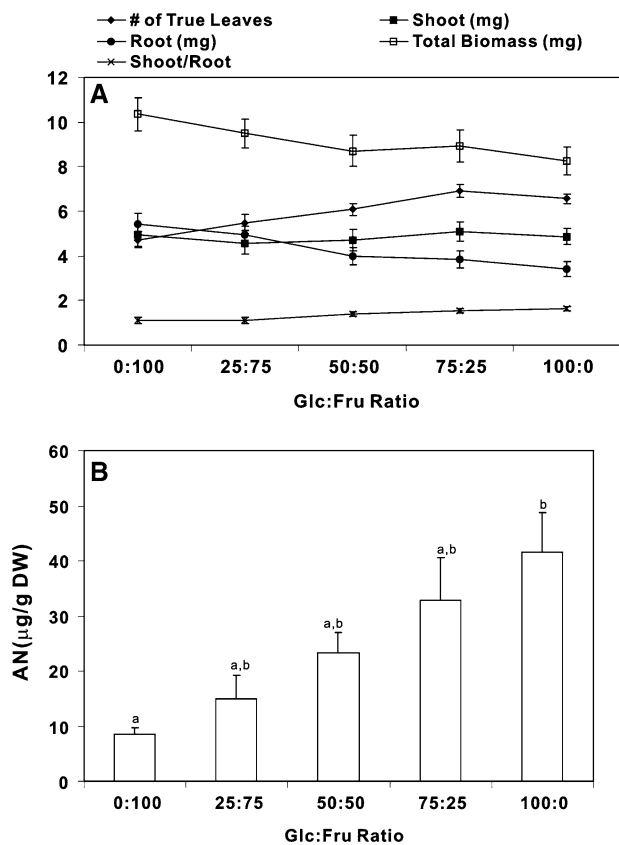 # of True Leaves
Shoot (mg)
Root (mg)
Total Biomass (mg)
Shoot/Root
A
12
10
8
6
4
2
0
0:100 25:75 50:50 75:25 100:0
Glc:Fru Ratio
B
60
50
40
30
20
10
0
AN(μg/g DW)
a
a,b
a,b
a,b
b
0:100 25:75 50:50 75:25 100:0
Glc:Fru Ratio